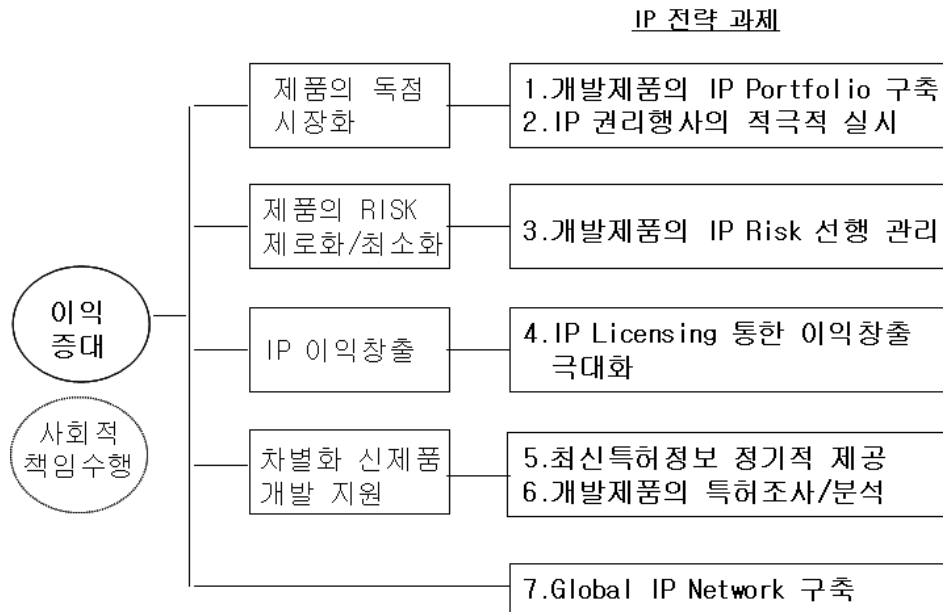 IP 전략 과제
제품의 독점
시장화
1.개발제품의 IP Portfolio 구축
2.IP 권리행사의 적극적 실시
제품의 RISK
제로화/최소화
3.개발제품의 IP Risk 선행 관리
이익
증대
IP 이익창출
4.IP Licensing 통한 이익창출
극대화
사회적
책임수행
차별화 신제품
개발 지원
5.최신특허정보 정기적 제공
6.개발제품의 특허조사/분석
7.Global IP Network 구축